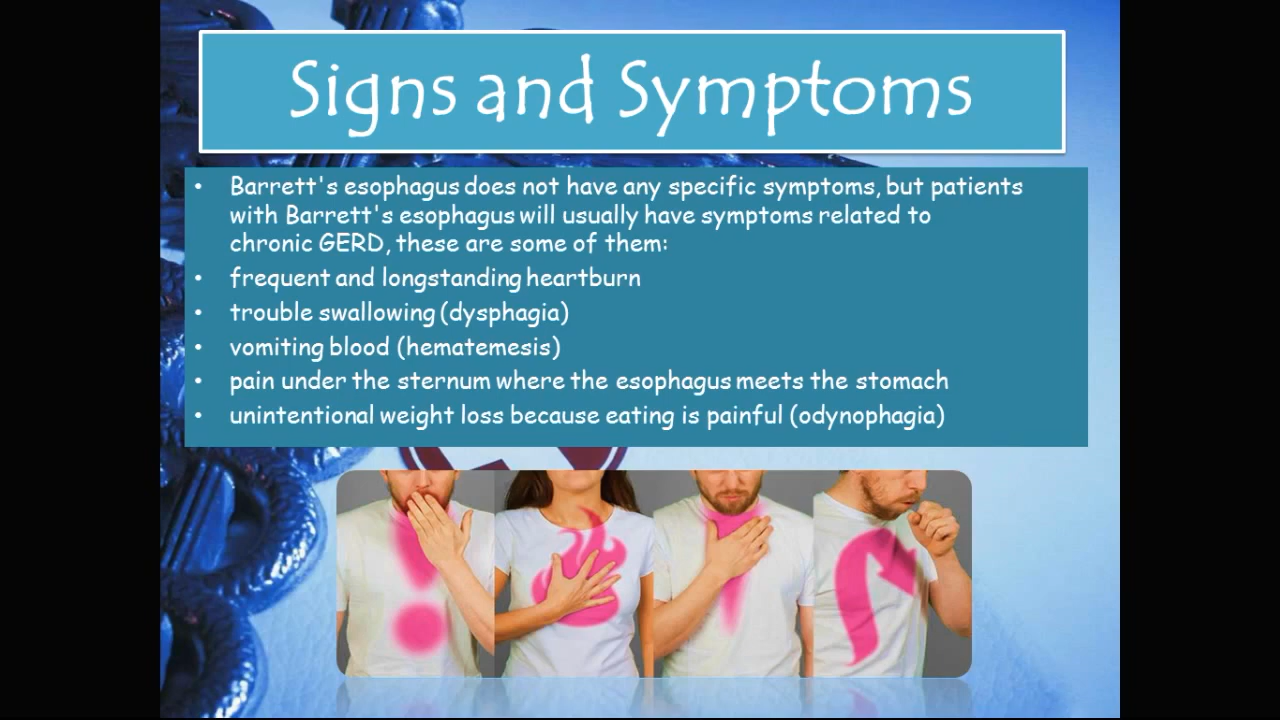 Signs and Symptoms
• Barrett's esophagus does not have any specific symptoms, but patients
with Barrett's esophagus will usually have symptoms related to
chronic GERD, these are some of them:
• frequent and longstanding heartburn
• trouble swallowing (dysphagia)
• vomiting blood (hematemesis)
• pain under the sternum where the esophagus meets the stomach
• unintentional weight loss because eating is painful (odynophagia)